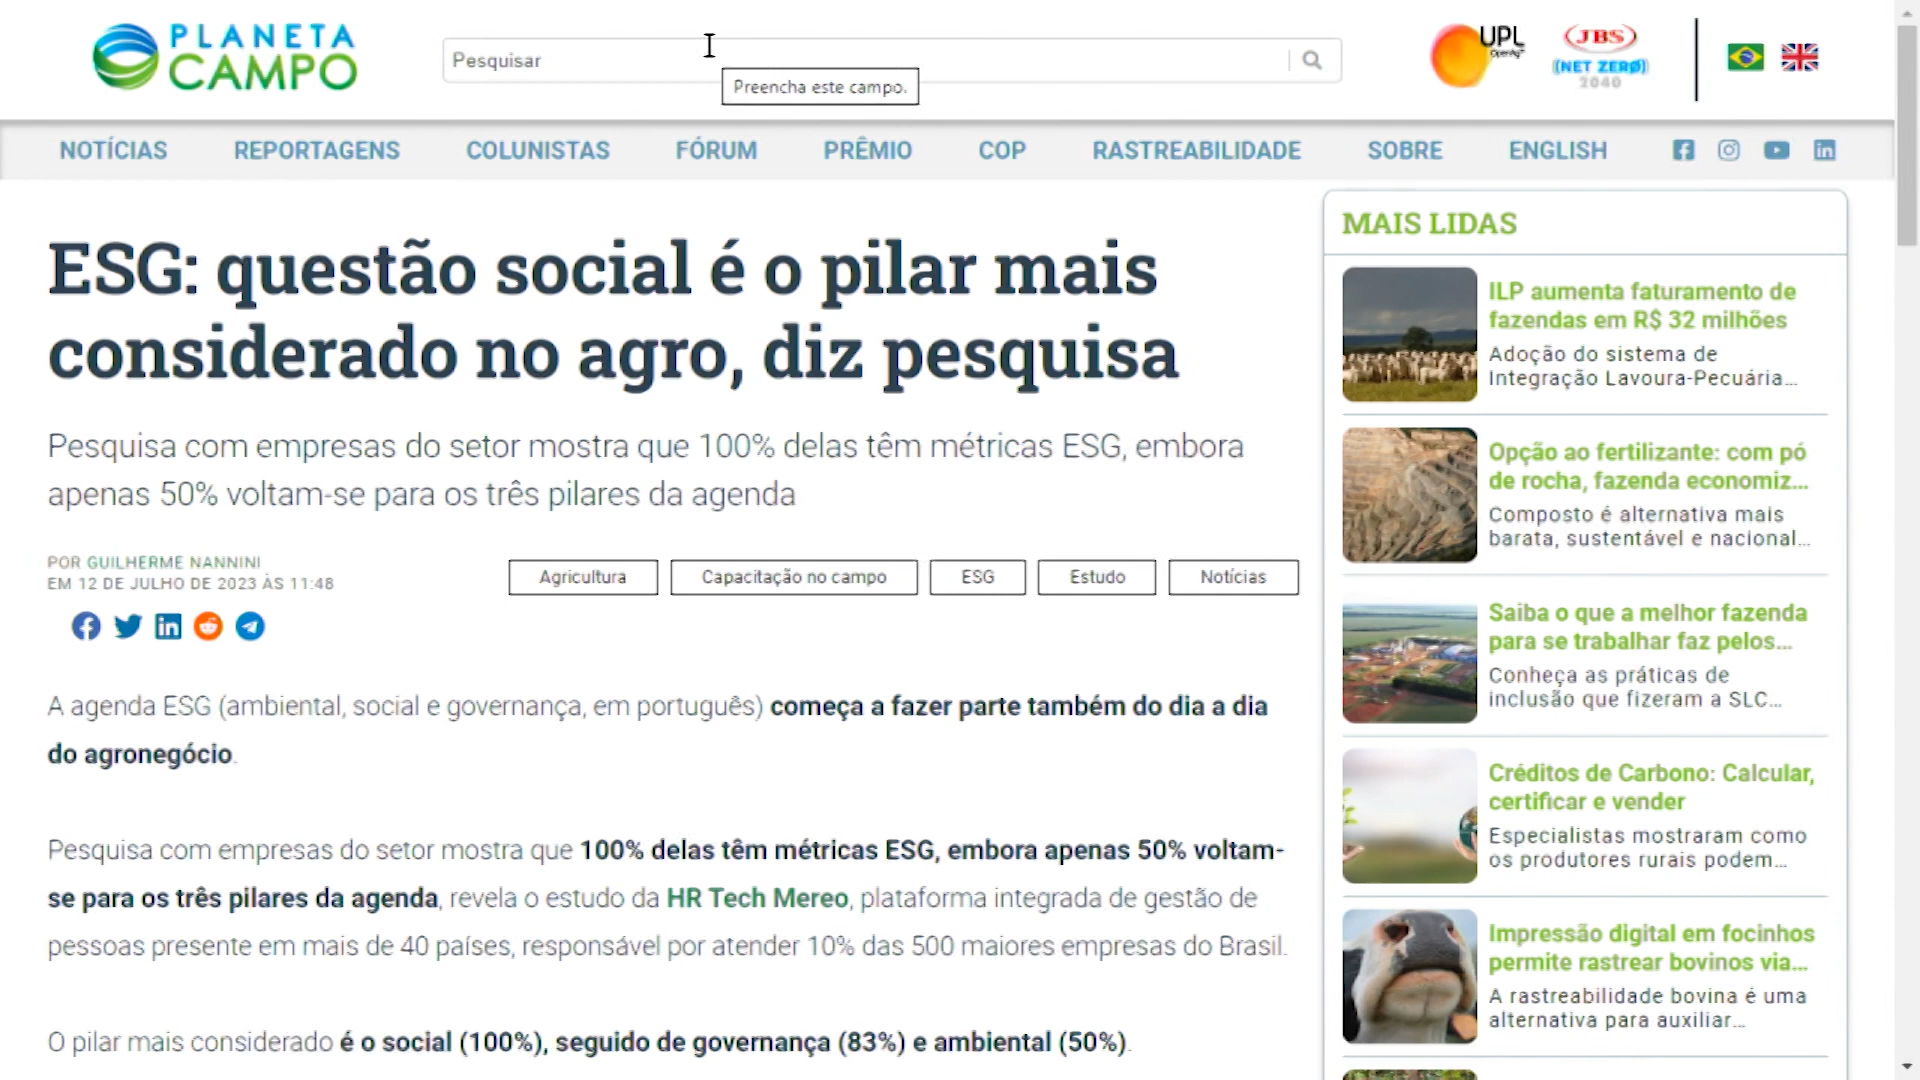 PLANETA
CAMPO
Pesquisar
Preencha este campo.
UPL
OpenAg™
JBS
(NET ZERØ)
2040
NOTÍCIAS
REPORTAGENS
COLUNISTAS
FÓRUM
PRÊMIO
COP
RASTREABILIDADE
SOBRE
ENGLISH
ESG: questão social é o pilar mais
considerado no agro, diz pesquisa
Pesquisa com empresas do setor mostra que 100% delas têm métricas ESG, embora
apenas 50% voltam-se para os três pilares da agenda
POR GUILHERME NANNINI
EM 12 DE JULHO DE 2023 ÀS 11:48
Agricultura
Capacitação no campo
ESG
Estudo
Notícias
A agenda ESG (ambiental, social e governança, em português) começa a fazer parte também do dia a dia
do agronegócio.
Pesquisa com empresas do setor mostra que 100% delas têm métricas ESG, embora apenas 50% voltam-
se para os três pilares da agenda, revela o estudo da HR Tech Mereo, plataforma integrada de gestão de
pessoas presente em mais de 40 países, responsável por atender 10% das 500 maiores empresas do Brasil.
O pilar mais considerado é o social (100%), seguido de governança (83%) e ambiental (50%).
MAIS LIDAS
ILP aumenta faturamento de
fazendas em R$ 32 milhões
Adoção do sistema de
Integração Lavoura-Pecuária...
Opção ao fertilizante: com pó
de rocha, fazenda economiz...
Composto é alternativa mais
barata, sustentável e nacional...
Saiba o que a melhor fazenda
para se trabalhar faz pelos...
Conheça as práticas de
inclusão que fizeram a SLC...
Créditos de Carbono: Calcular,
certificar e vender
Especialistas mostraram como
os produtores rurais podem...
Impressão digital em focinhos
permite rastrear bovinos via...
A rastreabilidade bovina é uma
alternativa para auxiliar...